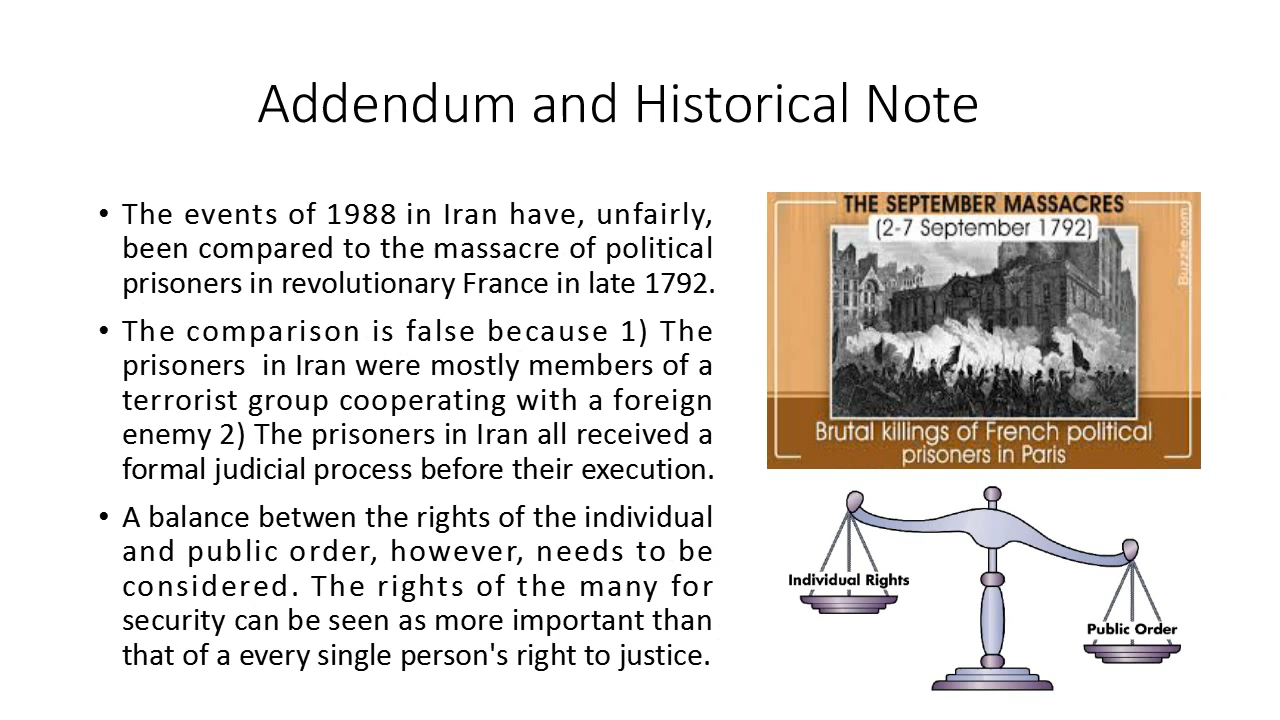 Addendum and Historical Note
• The events of 1988 in Iran have, unfairly,
been compared to the massacre of political
prisoners in revolutionary France in late 1792.
• The comparison is false because 1) The
prisoners  in Iran were mostly members of a
terrorist group cooperating with a foreign
enemy 2) The prisoners in Iran all received a
formal judicial process before their execution.
• A balance betwen the rights of the individual
and public order, however, needs to be
considered. The rights of the many for
security can be seen as more important than
that of a every single person's right to justice.
THE SEPTEMBER MASSACRES
(2-7 September 1792)
Buzzle.com
Brutal killings of French political
prisoners in Paris
Individual Rights
Public Order